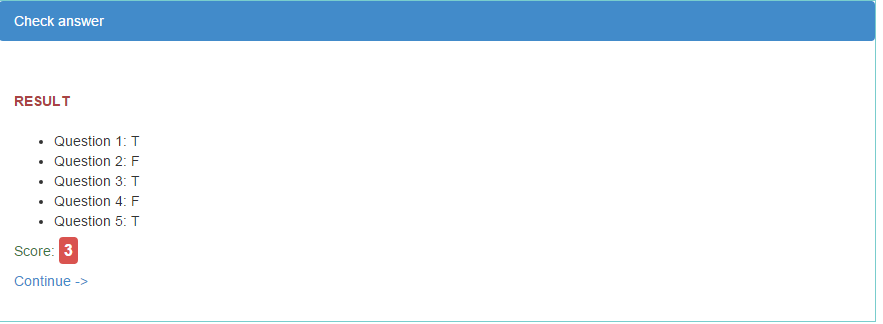 Check answer
RESULT
• Question 1: T
• Question 2: F
• Question 3: T
• Question 4: F
• Question 5: T
Score: 3
Continue ->